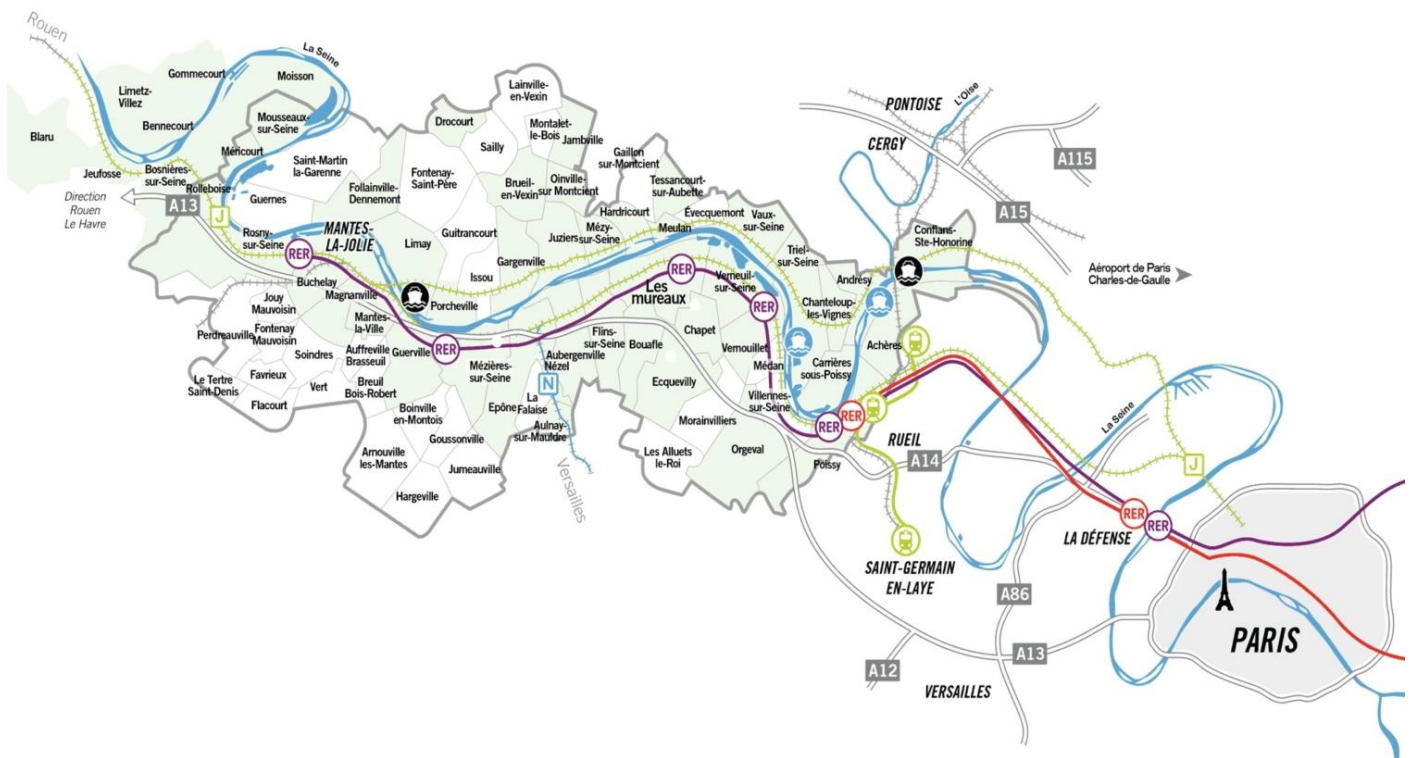 Rouen
La Seine
Gommecourt
Moisson
Limetz-
Villez
Bennecourt
Blaru
Jeufosse
Bosnières-
sur-Seine
Rolleboise
Méricourt
Mousseaux-
sur-Seine
Direction
Rouen
Le Havre
A13
J
Saint-Martin
la-Garenne
Guernes
Follainville-
Dennemont
Fontenay-
Saint-Père
Drocourt
Sailly
Lainville-
en-Vexin
Montalet-
le-Bois
Jambville
Brueil-
en-Vexin
Oinville-
sur Montcient
Gaillon
sur-Montcient
Tessancourt-
sur-Aubette
Hardricourt
Évecquemont
Vaux-
sur-Seine
Mézy-
sur-Seine
Meulan
Juziers
Gargenville
Guitrancourt
Issou
Limay
MANTES-
LA-JOLIE
Rosny-
sur-Seine
RER
Buchelay
Magnanville
Porcheville
Jouy
Mauvoisin
Perdreauville
Fontenay
Mauvoisin
Mantes-
la-Ville
Soindres
Auffreville
Brasseuil
Guerville
RER
Favrieux
Le Tertre
Saint-Denis
Vert
Flacourt
Breuil
Bois-Robert
Boinville
en-Montois
Goussonville
Arnouville
les-Mantes
Jumeauville
Hargeville
Mézières-
sur-Seine
Epône
La
Falaise
Aulnay-
sur-Mauldre
Aubergenville
Nézel
N
Versailles
Flins-
sur-Seine
Bouafle
Les
mureaux
RER
Chapet
Ecquevilly
Verneuil-
sur-Seine
RER
Vernouillet
Médan
Villennes-
sur-Seine
Morainvilliers
Les Alluets
le-Roi
Orgeval
Triel-
sur-Seine
Chanteloup-
les-Vignes
Andrésy
Carrières
sous-Poissy
Achères
Conflans-
Ste-Honorine
RER
RER
Poissy
PONTOISE
CERGY
L'Oise
A115
A15
Aéroport de Paris
Charles-de-Gaulle
RUEIL
A14
SAINT-GERMAIN
EN-LAYE
La Seine
J
LA DÉFENSE
RER
RER
A86
A13
A12
VERSAILLES
PARIS